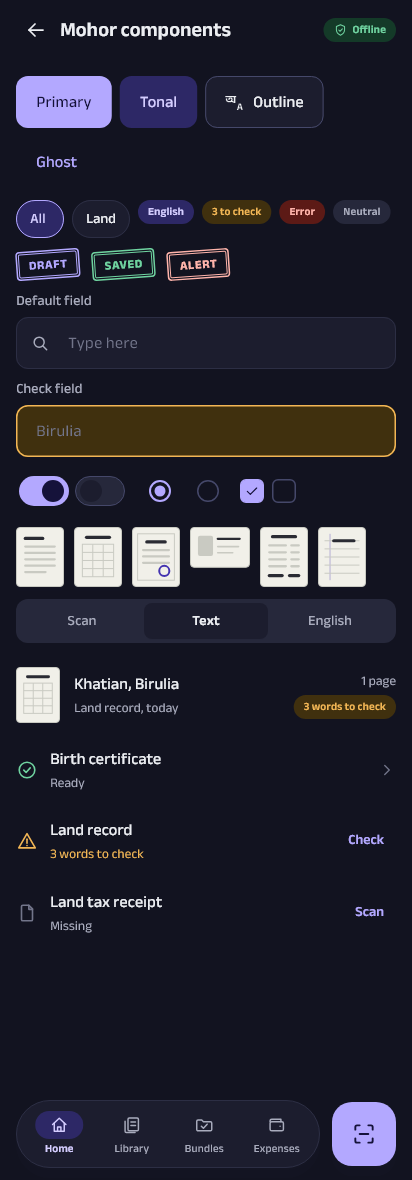 Mohor components
Offline
Primary
Tonal
অA Outline
Ghost
All
Land
English
3 to check
Error
Neutral
DRAFT
SAVED
ALERT
Default field
Type here
Check field
Birulia
Scan
Text
English
Khatian, Birulia
1 page
Land record, today
3 words to check
Birth certificate
Ready
Land record
Check
3 words to check
Land tax receipt
Scan
Missing
Home
Library
Bundles
Expenses